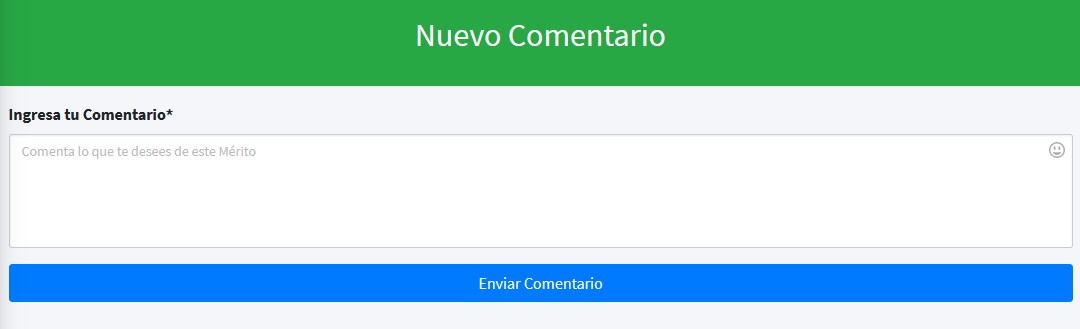 Nuevo Comentario
Ingresa tu Comentario*
Comenta lo que te desees de este Mérito
Enviar Comentario